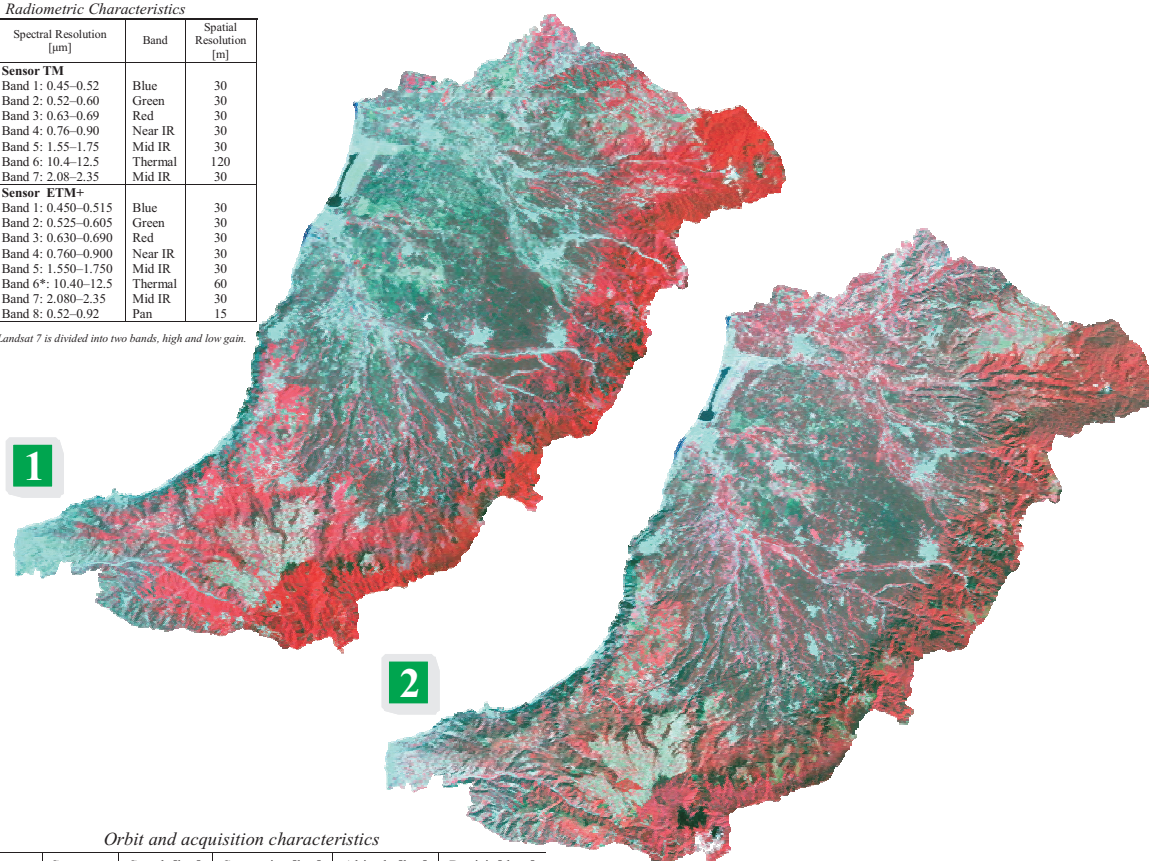 Radiometric Characteristics
Spectral Resolution [μm] Band Spatial Resolution [m]
Sensor TM
Band 1: 0.45–0.52 Blue 30
Band 2: 0.52–0.60 Green 30
Band 3: 0.63–0.69 Red 30
Band 4: 0.76–0.90 Near IR 30
Band 5: 1.55–1.75 Mid IR 30
Band 6: 10.4–12.5 Thermal 120
Band 7: 2.08–2.35 Mid IR 30
Sensor ETM+
Band 1: 0.450–0.515 Blue 30
Band 2: 0.525–0.605 Green 30
Band 3: 0.630–0.690 Red 30
Band 4: 0.760–0.900 Near IR 30
Band 5: 1.550–1.750 Mid IR 30
Band 6*: 10.40–12.5 Thermal 60
Band 7: 2.080–2.35 Mid IR 30
Band 8: 0.52–0.92 Pan 15
Landsat 7 is divided into two bands, high and low gain.
1
2
Orbit and acquisition characteristics